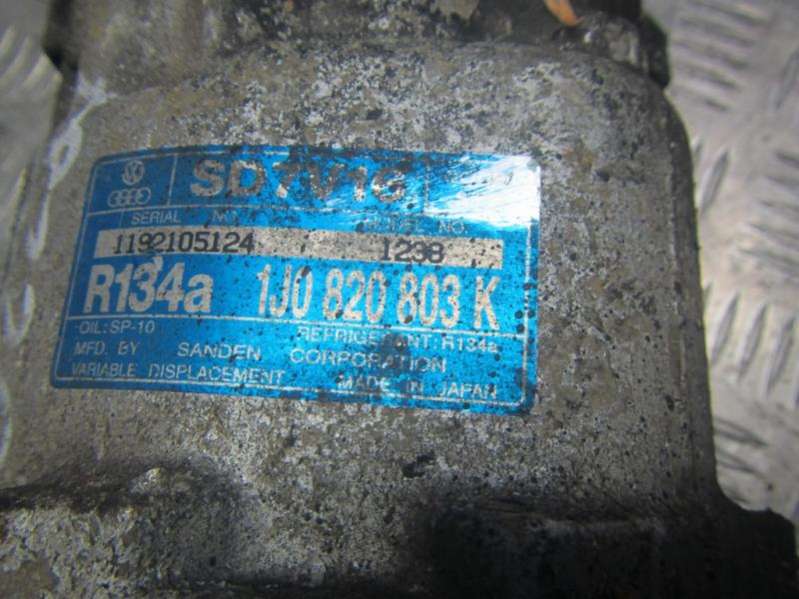 SD7V16
SERIAL NO. MODEL NO.
1192105124 1238
R134a 1J0 820 803 K
OIL:SP-10 REFRIGERANT:R134a
MFD. BY SANDEN CORPORATION
VARIABLE DISPLACEMENT MADE IN JAPAN